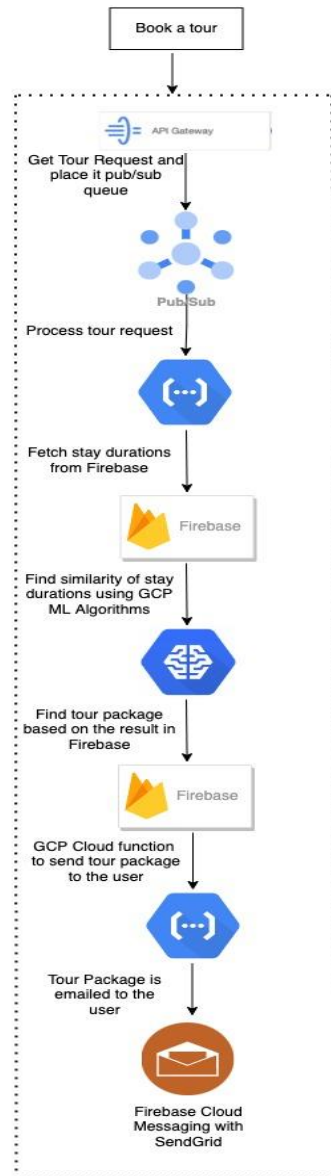 Book a tour
API Gateway
Get Tour Request and
place it pub/sub
queue
Pub/Sub
Process tour request
Fetch stay durations
from Firebase
Firebase
Find similarity of stay
durations using GCP
ML Algorithms
Find tour package
based on the result in
Firebase
Firebase
GCP Cloud function
to send tour package
to the user
Tour Package is
emailed to the
user
Firebase Cloud
Messaging with
SendGrid